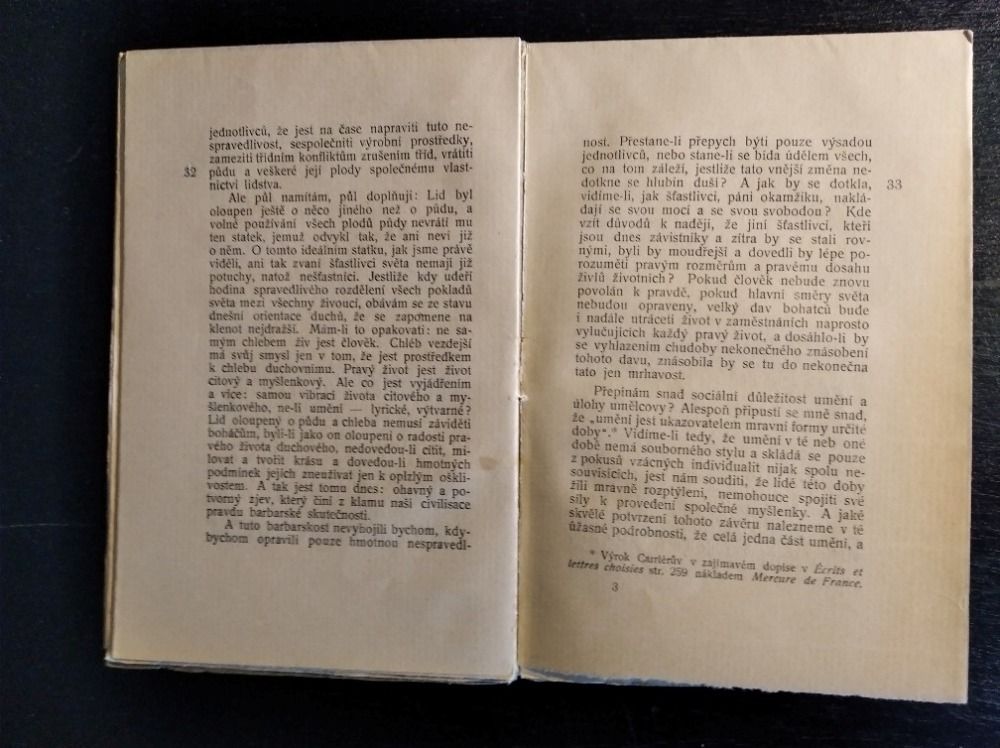 jednotlivců, že jest na čase napraviti tuto ne-
spravedlivost, sespolečniti výrobní prostředky,
zameziti třídním konfliktům zrušením tříd, vrátiti
32
půdu a veškeré její plody společnému vlast-
nictví lidstva.
Ale půl namítám, půl doplňuji: Lid byl
oloupen ještě o něco jiného než o půdu, a
volné používání všech plodů půdy nevrátí mu
ten statek, jemuž odvykl tak, že ani neví již
o něm. O tomto ideálním statku, jak jsme právě
viděli, ani tak zvaní šťastlivci světa nemají již
potuchy, natož nešťastníci. Jestliže kdy udeří
hodina spravedlivého rozdělení všech pokladů
světa mezi všechny živoucí, obávám se ze stavu
dnešní orientace duchů, že se zapomene na
klenot nejdražší. Mám-li to opakovati: ne sa-
mým chlebem živ jest člověk. Chléb vezdejší
má svůj smysl jen v tom, že jest prostředkem
k chlebu duchovnímu. Pravý život jest život
citový a myšlenkový. Ale co jest vyjádřením
a více: samou vibrací života citového a my-
šlenkového, ne-li umění — lyrické, výtvarné?
Lid oloupený o půdu a chleba nemusí záviděti
boháčům, byli-li jako on oloupeni o radosti pra-
vého života duchového, nedovedou-li cítit, mi-
lovat a tvořit krásu a dovedou-li hmotných
podmínek jejich zneužívat jen k opizlým ošklí-
vostem. A tak jest tomu dnes: ohavný a po-
tvorný zjev, který činí z klamu naší civilisace
pravdu barbarské skutečnosti.
A tuto barbarskost nevyhojili bychom, kdy-
bychom opravili pouze hmotnou nespravedl-
nost. Přestane-li přepych býti pouze výsadou
jednotlivců, nebo stane-li se bída údělem všech,
co na tom záleží, jestliže tato vnější změna ne-
dotkne se hlubin duší? A jak by se dotkla,
33
vidíme-li, jak šťastlivci, páni okamžiku, naklá-
dají se svou mocí a se svou svobodou? Kde
vzít důvodů k naději, že jiní šťastlivci, kteří
jsou dnes závistníky a zítra by se stali rov-
nými, byli by moudřejší a dovedli by lépe po-
rozuměti pravým rozměrům a pravému dosahu
živlů životních? Pokud člověk nebude znovu
povolán k pravdě, pokud hlavní směry světa
nebudou opraveny, velký dav bohatců bude
i nadále utráceti život v zaměstnáních naprosto
vylučujících každý pravý život, a dosáhlo-li by
se vyhlazením chudoby nekonečného znásobení
tohoto davu, znásobila by se tu do nekonečna
tato jen mrhavost.
Přepínám snad sociální důležitost umění a
úlohy umělcovy? Alespoň připustí se mně snad,
že „umění jest ukazovatelem mravní formy určité
doby“.* Vidíme-li tedy, že umění v té neb oné
době nemá souborného stylu a skládá se pouze
z pokusů vzácných individualit nijak spolu ne-
souvisících, jest nám souditi, že lidé této doby
žili mravně rozptýleni, nemohouce spojiti své
síly k provedení společné myšlenky. A jaké
skvělé potvrzení tohoto závěru nalezneme v té
úžasné podrobnosti, že celá jedna část umění, a
* Výrok Carrièrův v zajímavém dopise v Écrits et
lettres choisies str. 259 nákladem Mercure de France.
3